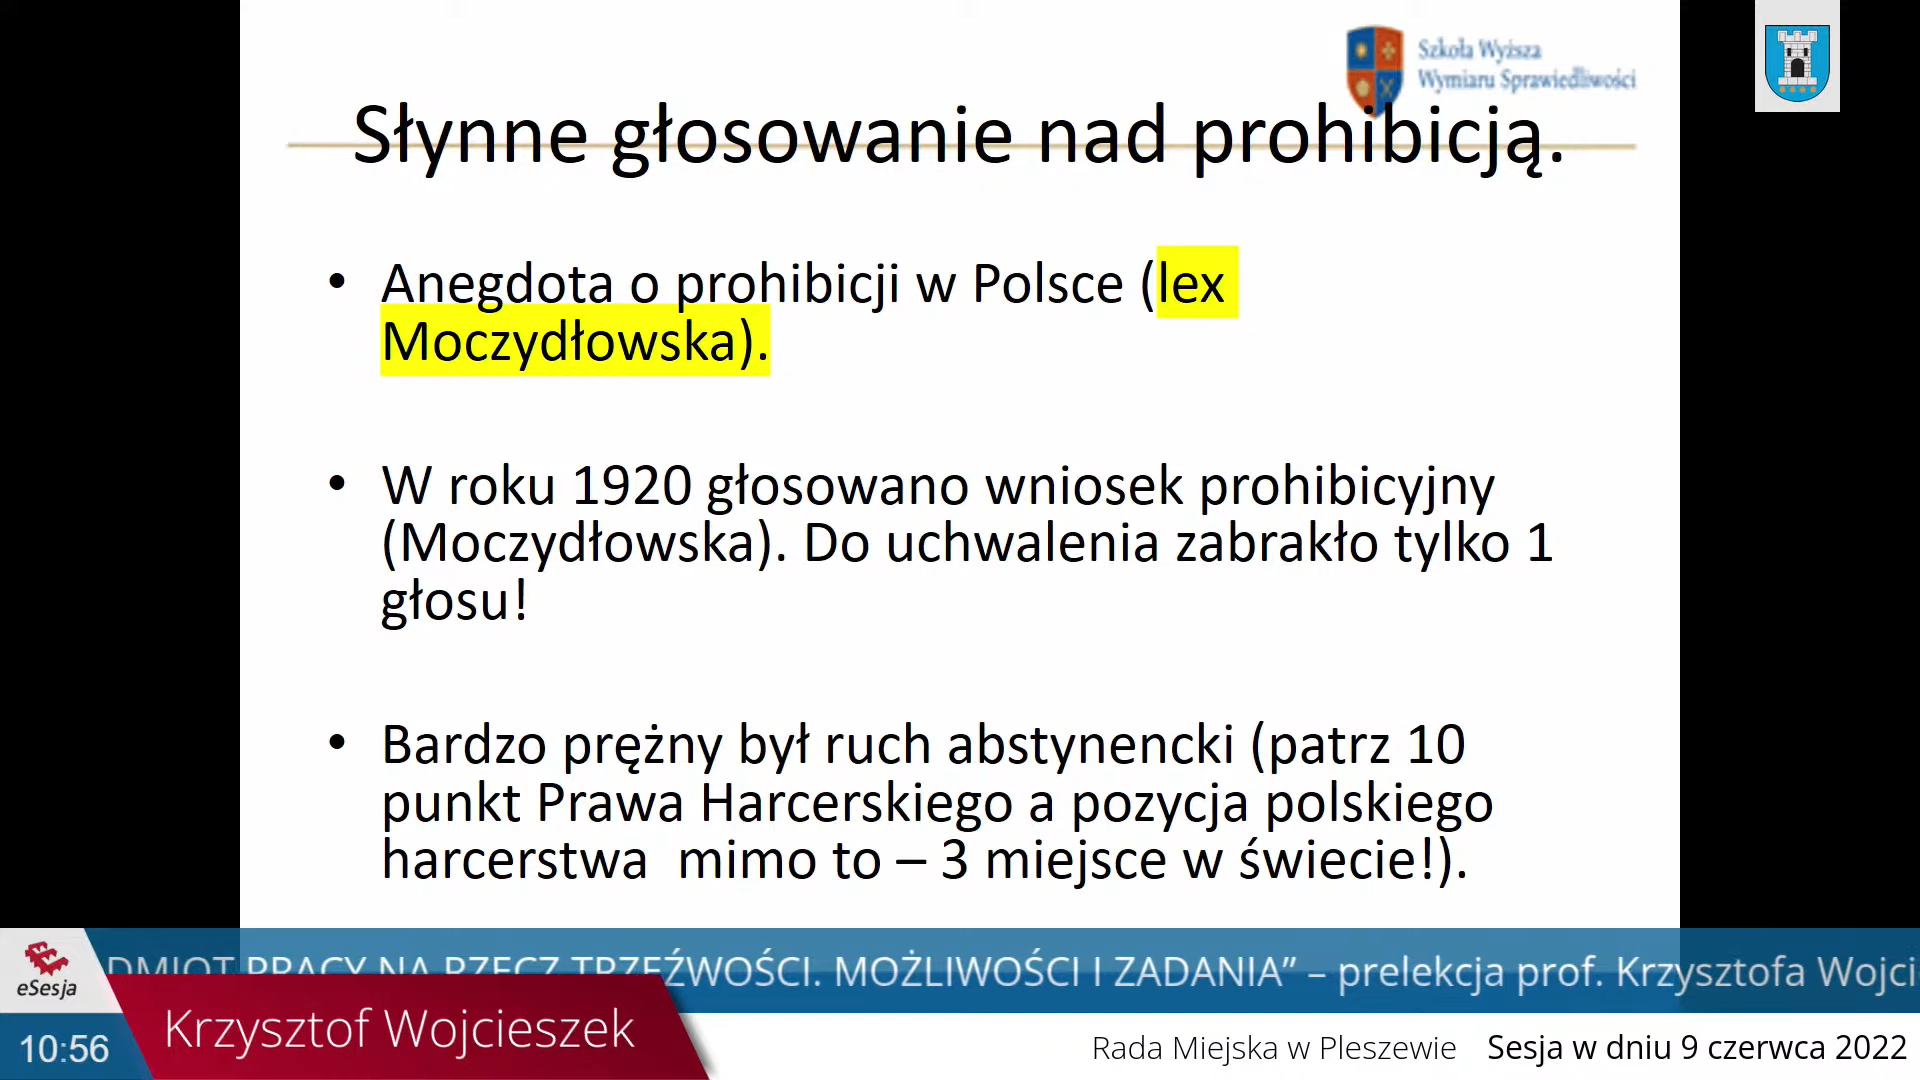 Szkoła Wyższa
Wymiaru Sprawiedliwości
Słynne głosowanie nad prohibicją.
• Anegdota o prohibicji w Polsce (lex
Moczydłowska).
• W roku 1920 głosowano wniosek prohibicyjny
(Moczydłowska). Do uchwalenia zabrakło tylko 1
głosu!
• Bardzo prężny był ruch abstynencki (patrz 10
punkt Prawa Harcerskiego a pozycja polskiego
harcerstwa mimo to – 3 miejsce w świecie!).
DMIOT PRACY NA RZECZ TRZEŹWOŚCI. MOŻLIWOŚCI I ZADANIA” – prelekcja prof. Krzysztofa Wojci
eSesja
Krzysztof Wojcieszek
10:56
Rada Miejska w Pleszewie Sesja w dniu 9 czerwca 2022